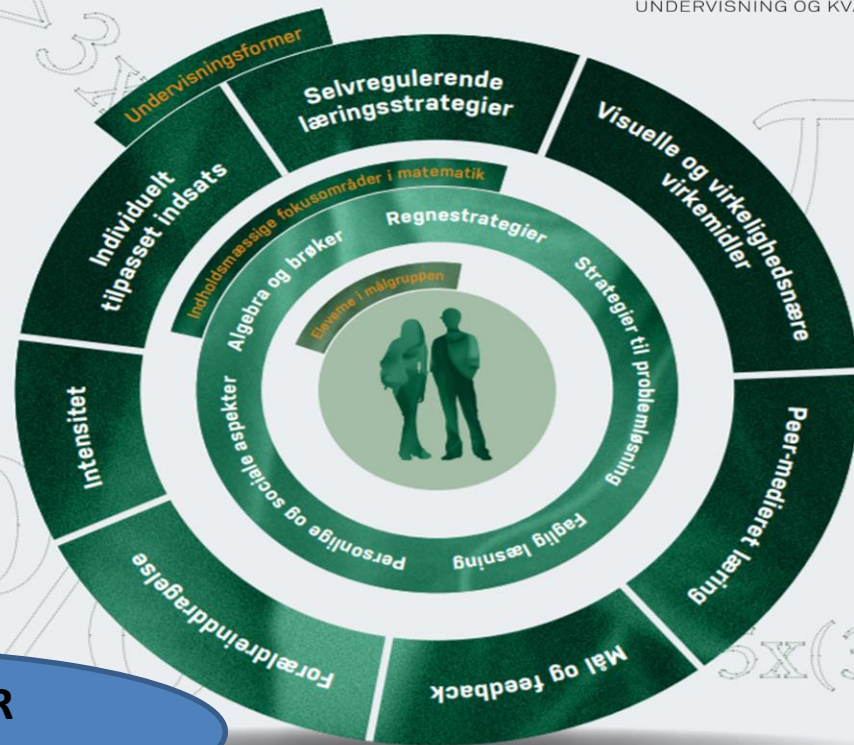 UNDERVISNING OG KV
Undervisningsformer
Selvregulerende
læringsstrategier
Visuelle og virkelighedsnære
virkemidler
Peer-medieret læring
Mål og feedback
Forældreinddragelse
Intensitet
Individuelt
tilpasset indsats
Indholdsmæssige fokusområder i matematik
Regnestrategier
Strategier til problemløsning
Faglig læsning
Personlige og sociale aspekter
Algebra og brøker
Eleverne i målgruppen
R